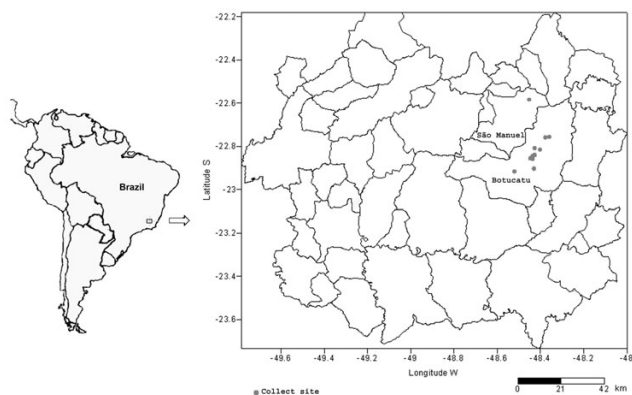 Brazil
Latitude S
-22.2
-22.4
-22.6
-22.8
-23
-23.2
-23.4
-23.6
São Manuel
Botucatu
-49.6 -49.4 -49.2 -49 -48.8 -48.6 -48.4 -48.2 -48
Longitude W
Collect site
0 21 42 km